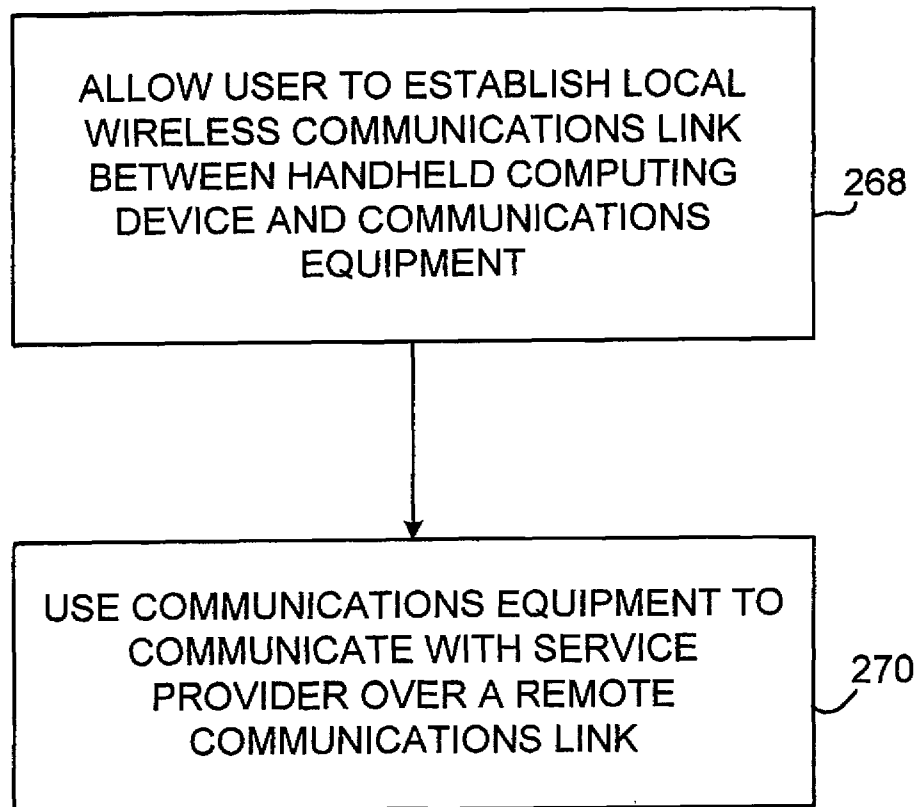 ALLOW USER TO ESTABLISH LOCAL
WIRELESS COMMUNICATIONS LINK
BETWEEN HANDHELD COMPUTING
DEVICE AND COMMUNICATIONS
EQUIPMENT
268
USE COMMUNICATIONS EQUIPMENT TO
COMMUNICATE WITH SERVICE
PROVIDER OVER A REMOTE
COMMUNICATIONS LINK
270